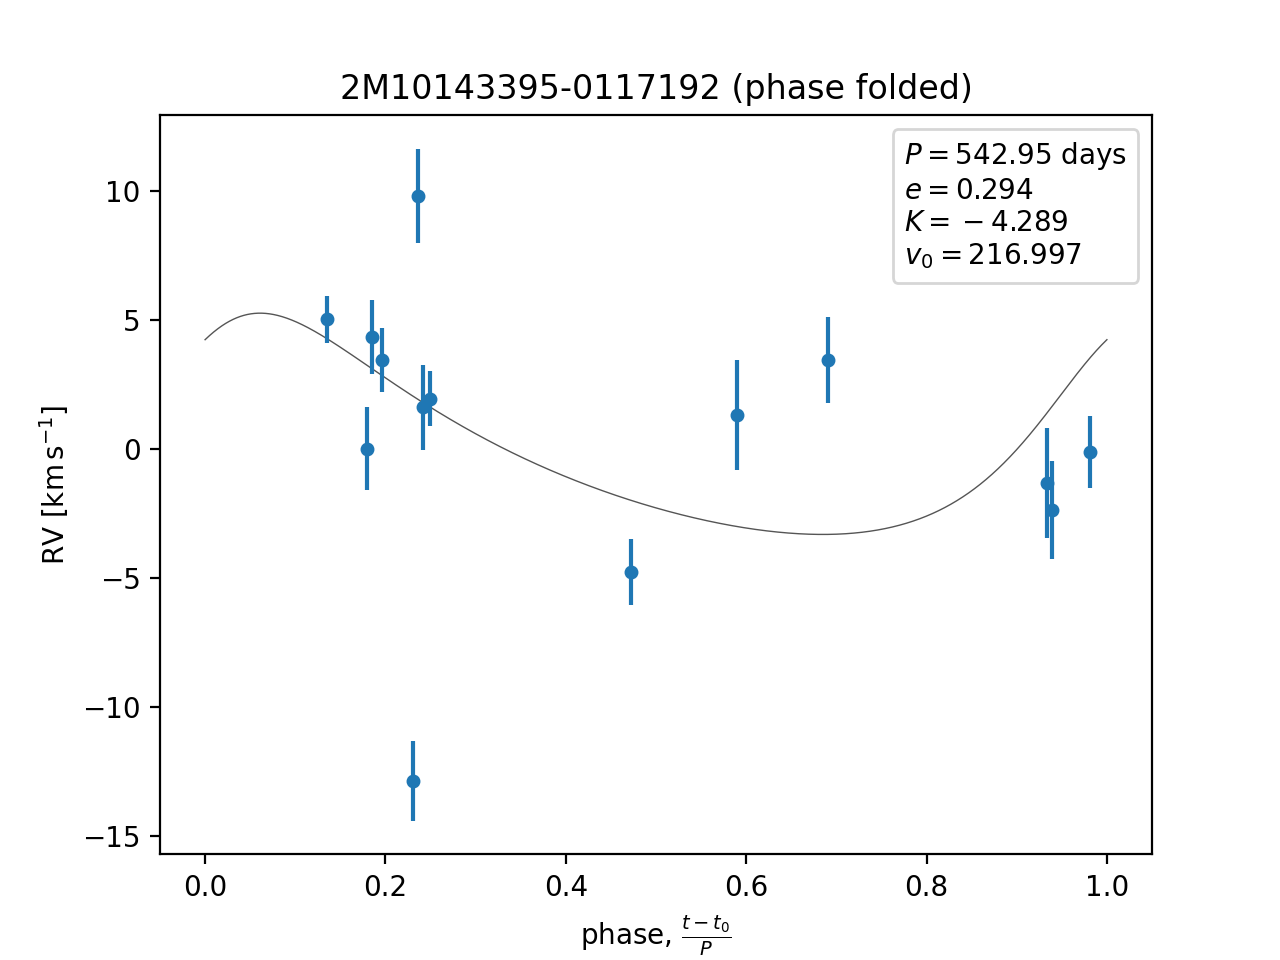 2M10143395-0117192 (phase folded)
P = 542.95 days
e = 0.294
K = −4.289
v₀ = 216.997
10
5
0
−5
−10
−15
RV [km s⁻¹]
0.0 0.2 0.4 0.6 0.8 1.0
phase, (t − t₀)/P